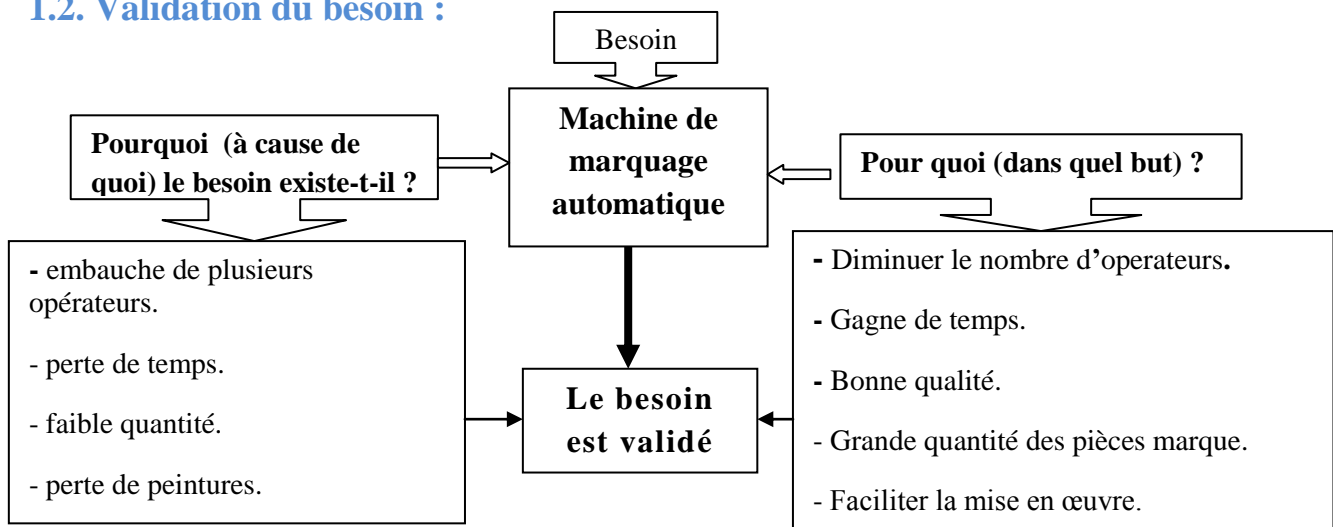 1.2. Validation du besoin :
Besoin
Machine de
marquage
automatique
Pourquoi (à cause de
quoi) le besoin existe-t-il ?
Pour quoi (dans quel but) ?
- embauche de plusieurs
opérateurs.
- perte de temps.
- faible quantité.
- perte de peintures.
Le besoin
est validé
- Diminuer le nombre d'operateurs.
- Gagne de temps.
- Bonne qualité.
- Grande quantité des pièces marque.
- Faciliter la mise en œuvre.